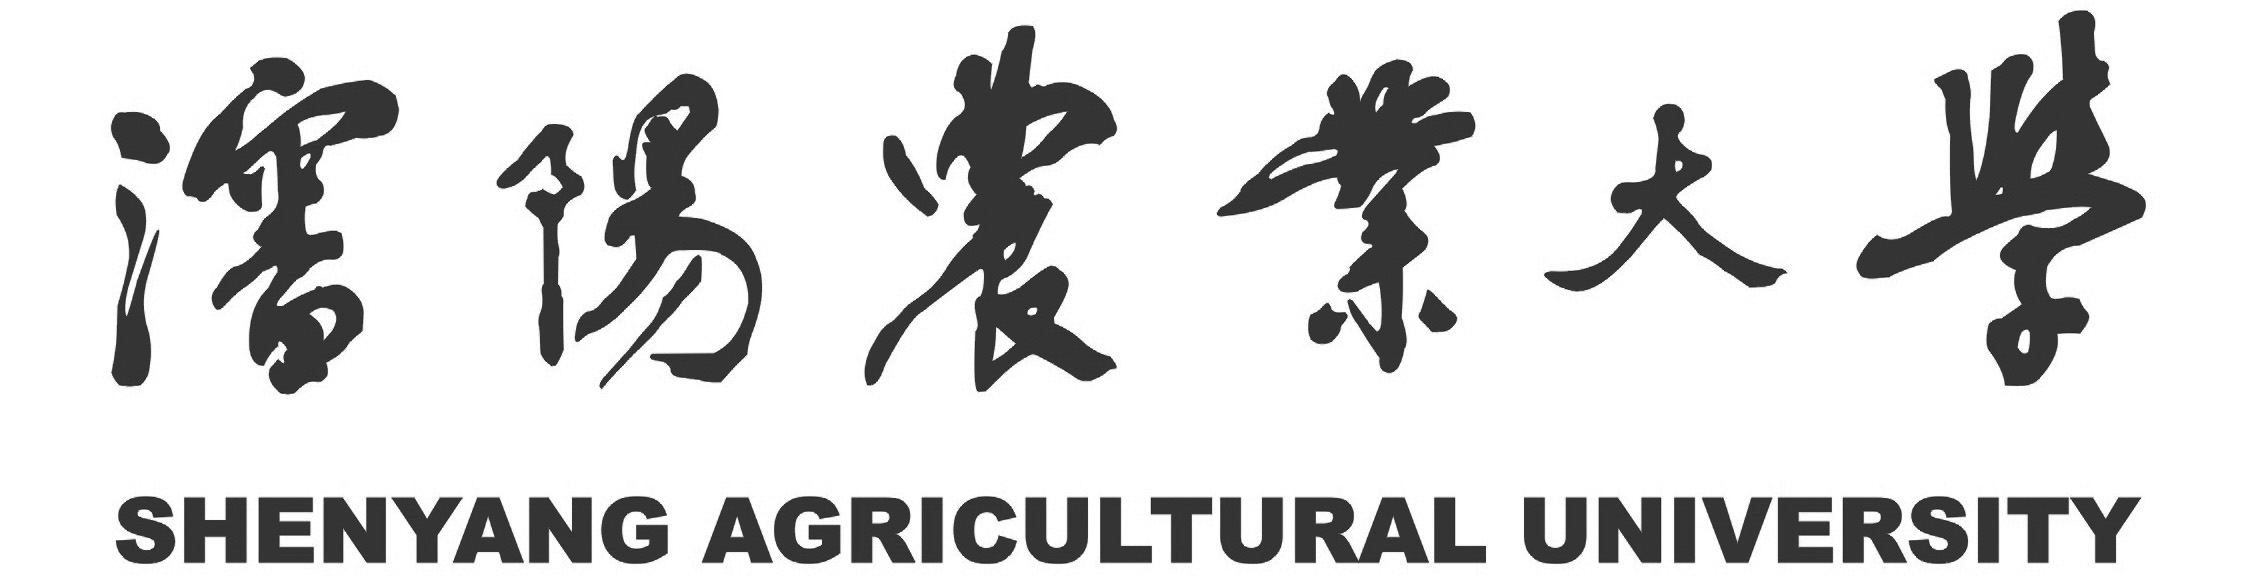 瀋陽農業大學
SHENYANG AGRICULTURAL UNIVERSITY